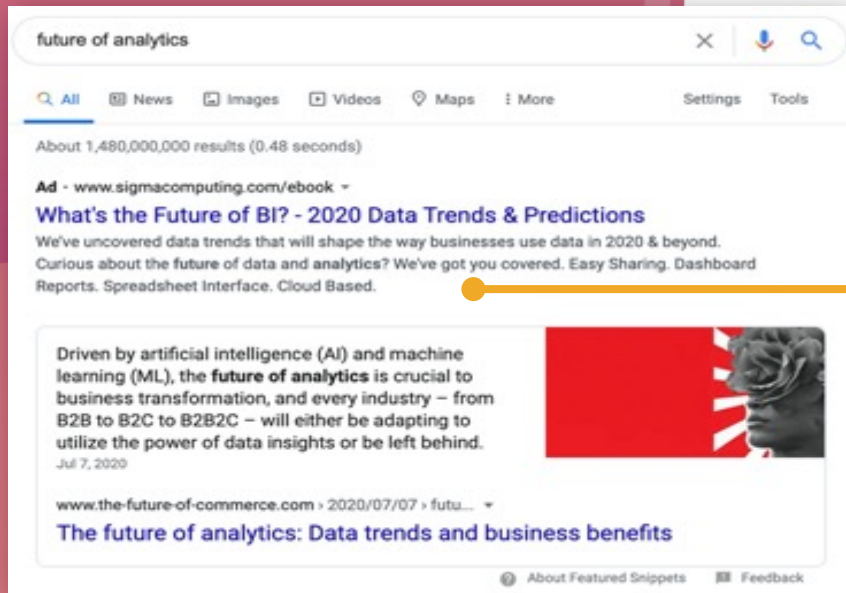 future of analytics
All News Images Videos Maps More Settings Tools
About 1,480,000,000 results (0.48 seconds)
Ad - www.sigmacomputing.com/ebook
What's the Future of BI? - 2020 Data Trends & Predictions
We've uncovered data trends that will shape the way businesses use data in 2020 & beyond.
Curious about the future of data and analytics? We've got you covered. Easy Sharing. Dashboard
Reports. Spreadsheet Interface. Cloud Based.
Driven by artificial intelligence (AI) and machine
learning (ML), the future of analytics is crucial to
business transformation, and every industry – from
B2B to B2C to B2B2C – will either be adapting to
utilize the power of data insights or be left behind.
Jul 7, 2020
www.the-future-of-commerce.com › 2020/07/07 › futu...
The future of analytics: Data trends and business benefits
About Featured Snippets Feedback